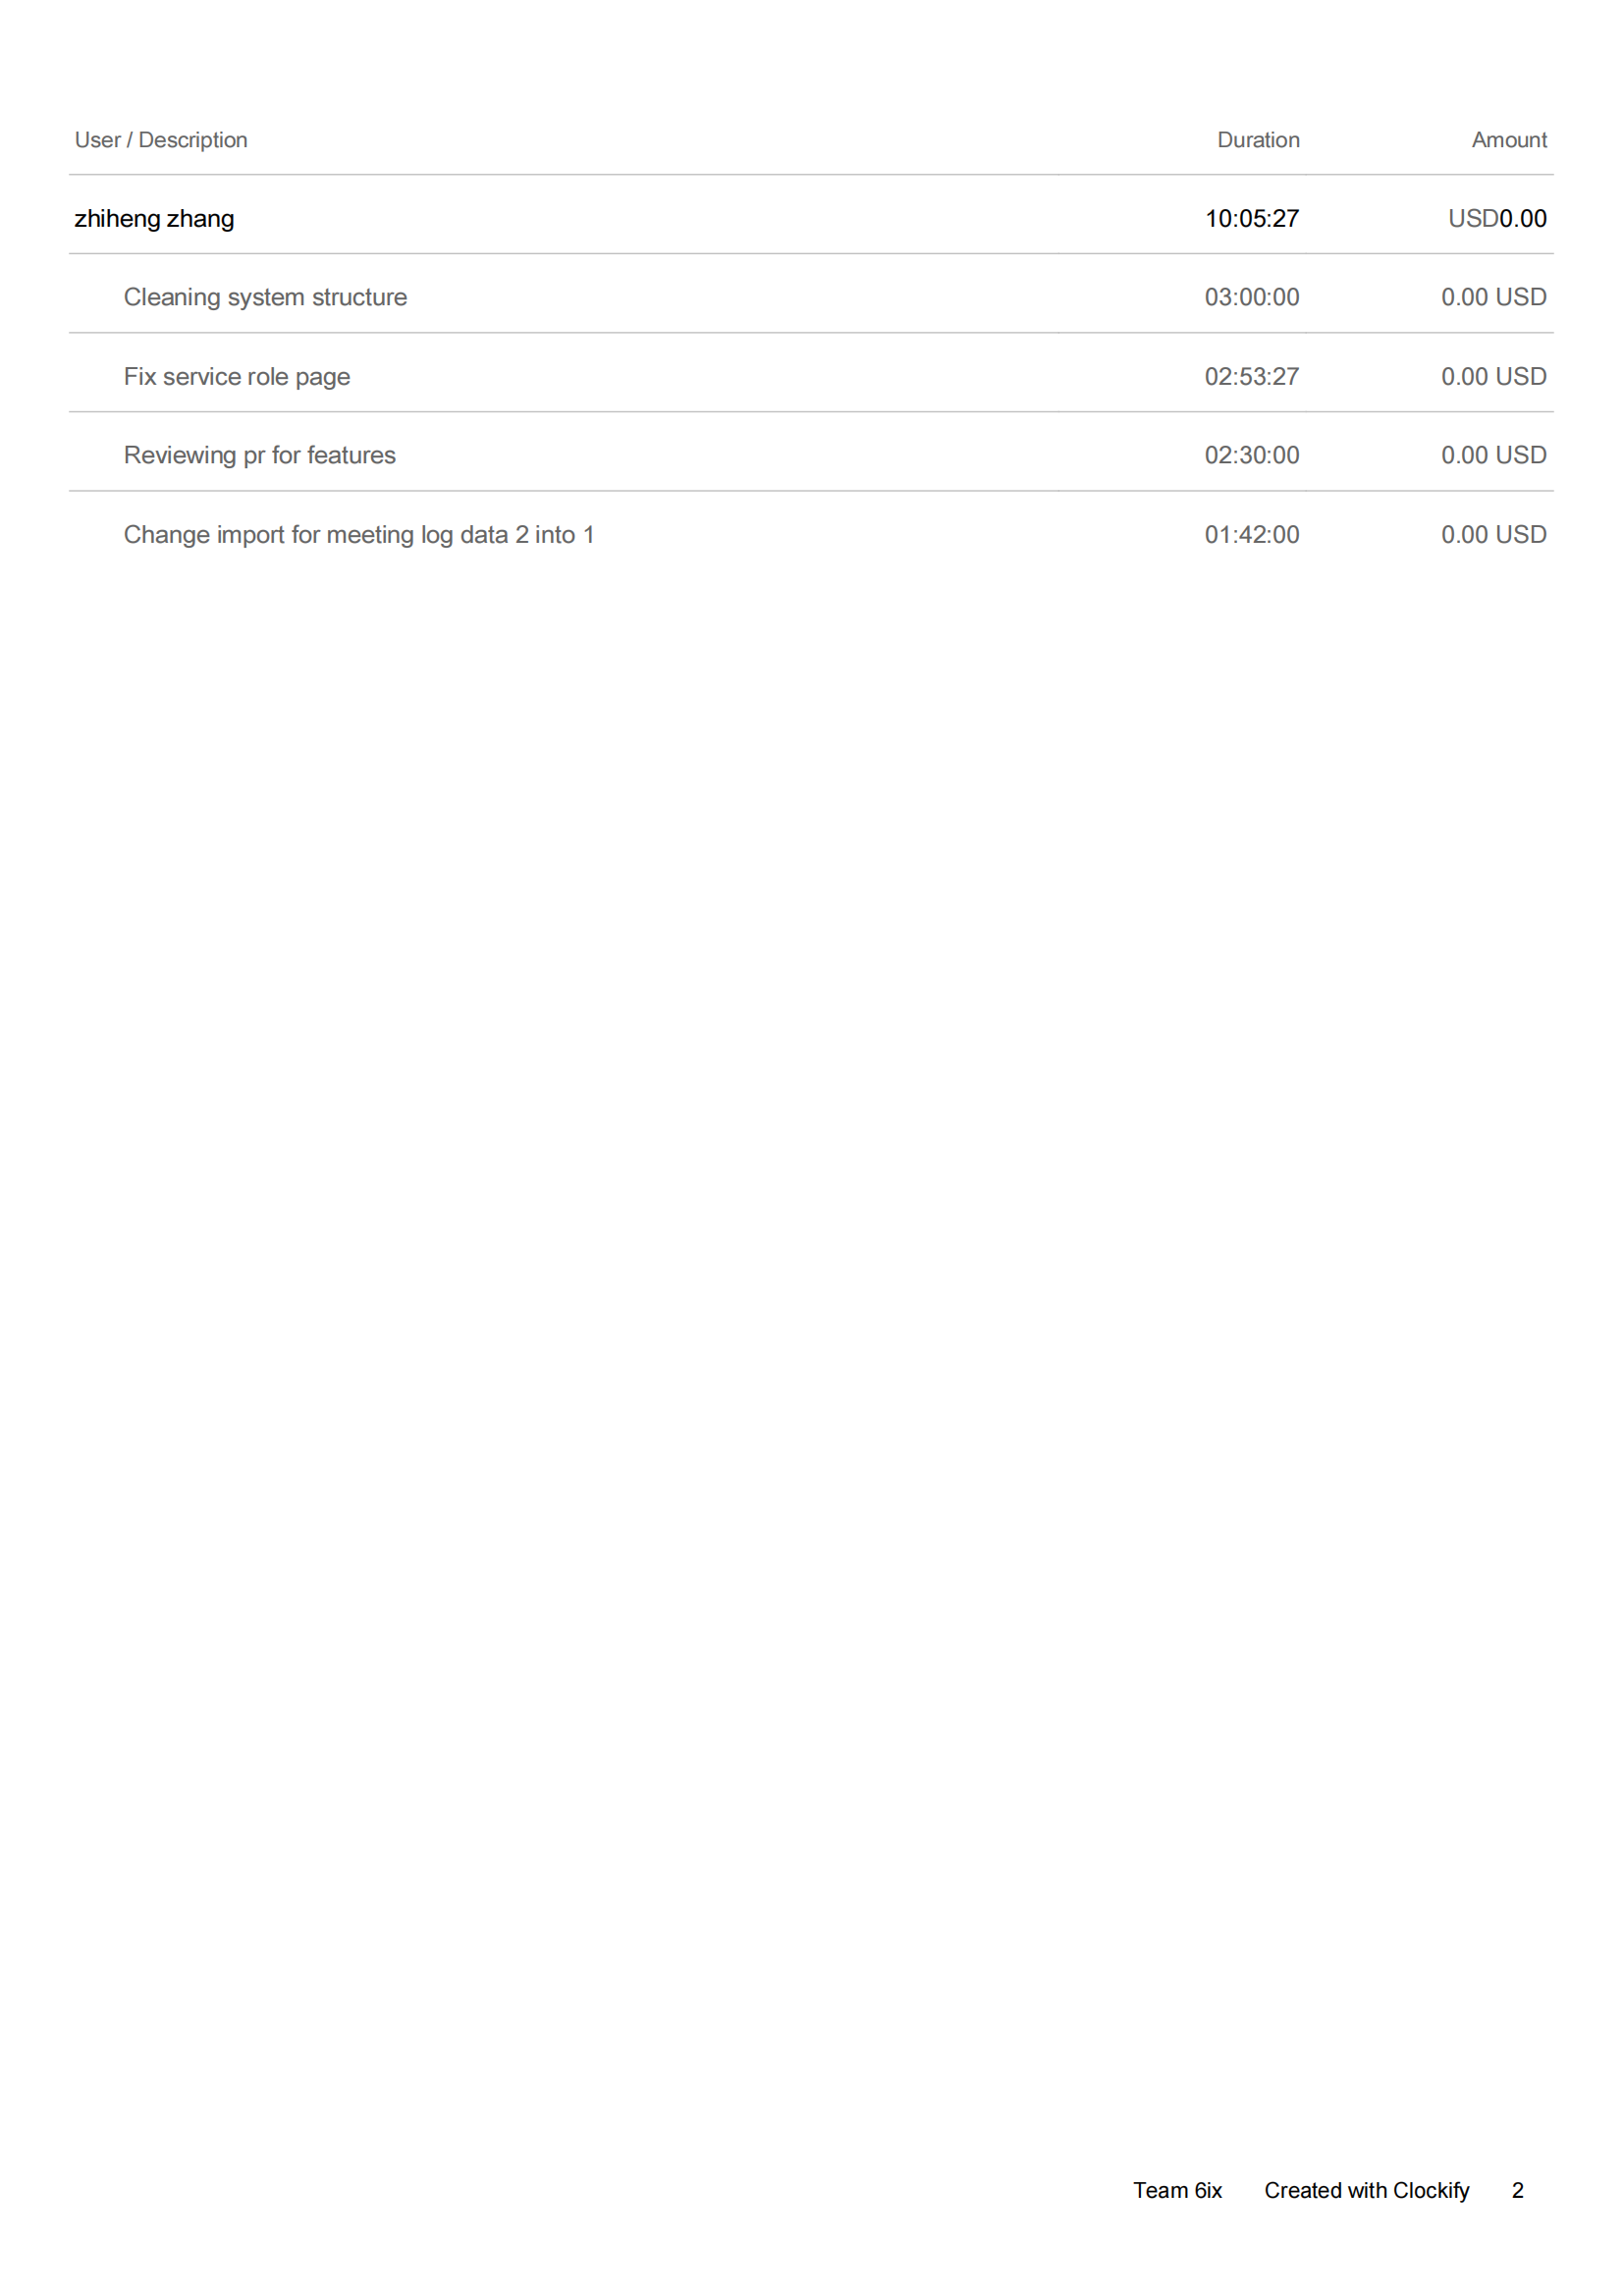 User / Description Duration Amount
zhiheng zhang 10:05:27 USD0.00
Cleaning system structure 03:00:00 0.00 USD
Fix service role page 02:53:27 0.00 USD
Reviewing pr for features 02:30:00 0.00 USD
Change import for meeting log data 2 into 1 01:42:00 0.00 USD
Team 6ix Created with Clockify 2